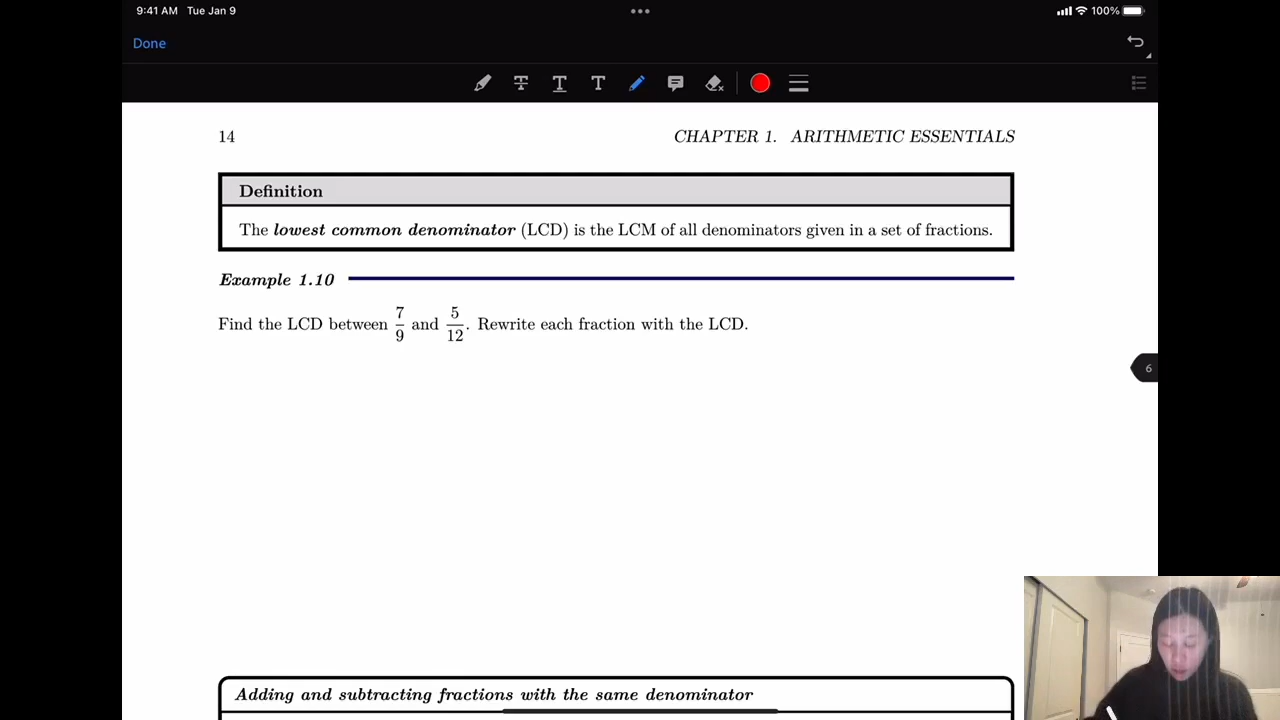 9:41 AM Tue Jan 9
100%
Done
T T T
14 CHAPTER 1. ARITHMETIC ESSENTIALS
Definition
The lowest common denominator (LCD) is the LCM of all denominators given in a set of fractions.
Example 1.10
Find the LCD between 7/9 and 5/12. Rewrite each fraction with the LCD.
6
Adding and subtracting fractions with the same denominator